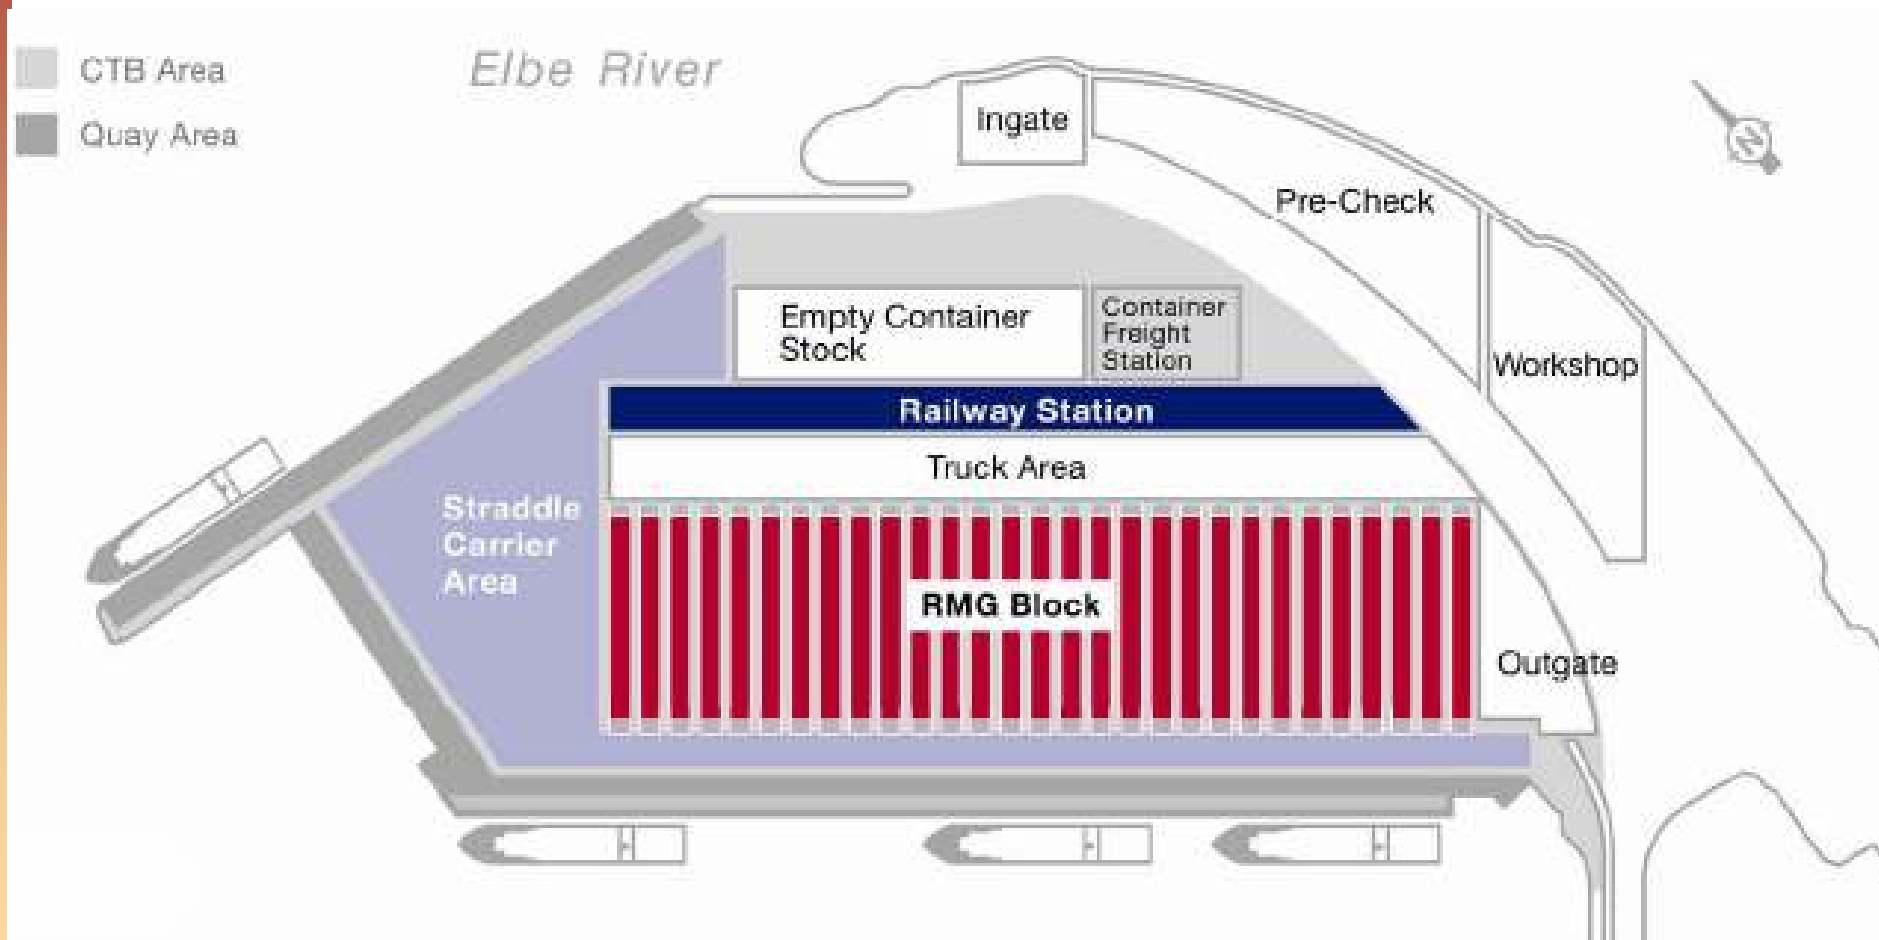 CTB Area
Quay Area
Elbe River
Ingate
N
Pre-Check
Empty Container
Stock
Container
Freight
Station
Workshop
Railway Station
Truck Area
Straddle
Carrier
Area
RMG Block
Outgate